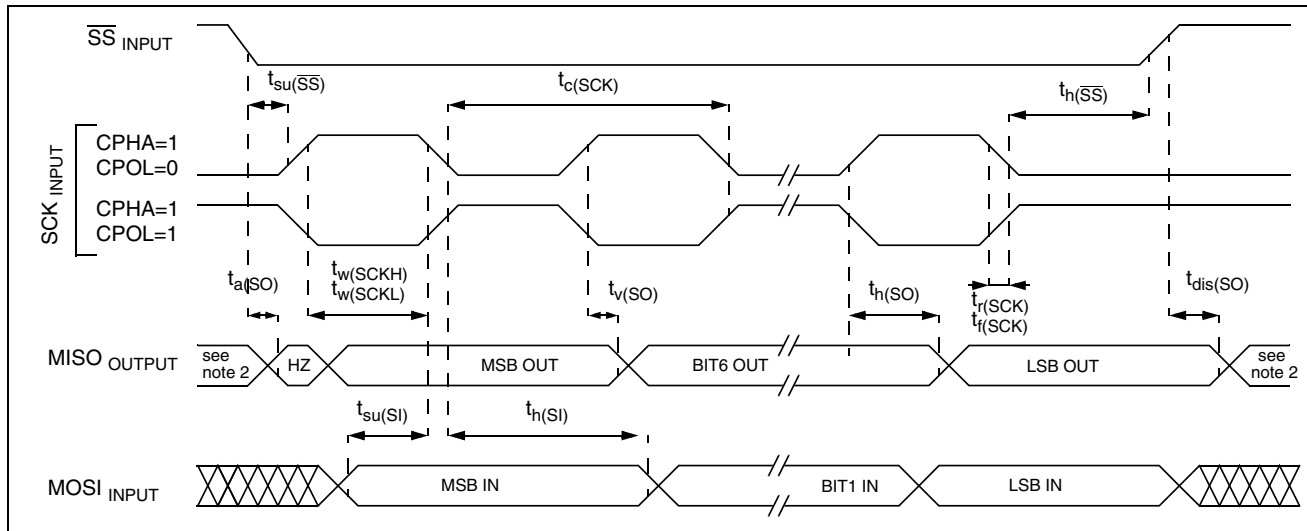 SS INPUT
tsu(SS)
tc(SCK)
th(SS)
SCK INPUT
CPHA=1
CPOL=0
CPHA=1
CPOL=1
ta(SO)
tw(SCKH)
tw(SCKL)
tv(SO)
th(SO)
tr(SCK)
tf(SCK)
tdis(SO)
MISO OUTPUT
see
note 2
HZ
MSB OUT
BIT6 OUT
LSB OUT
see
note 2
tsu(SI)
th(SI)
MOSI INPUT
MSB IN
BIT1 IN
LSB IN